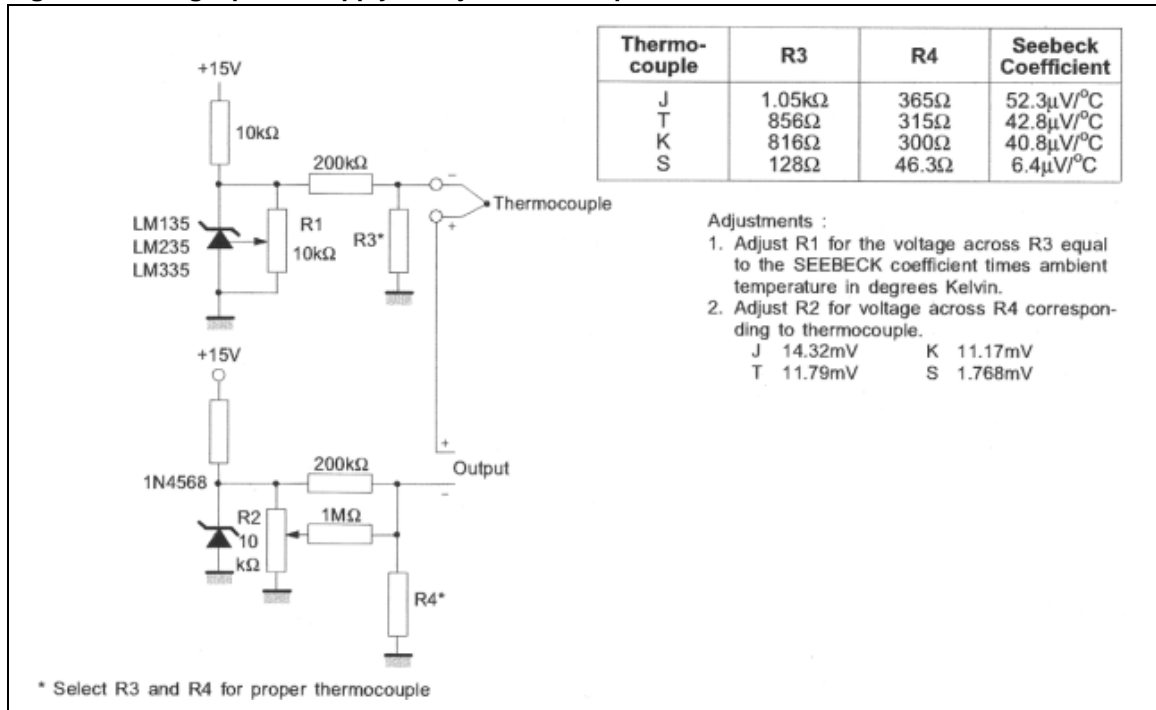 +15V
10kΩ
200kΩ
LM135
LM235
LM335
R1
10kΩ
R3*
−
Thermocouple
+
+15V
+
200kΩ
Output
1N4568
−
R2
10
kΩ
1MΩ
R4*
* Select R3 and R4 for proper thermocouple
Thermo-
couple R3 R4 Seebeck
Coefficient
J 1.05kΩ 365Ω 52.3μV/°C
T 856Ω 315Ω 42.8μV/°C
K 816Ω 300Ω 40.8μV/°C
S 128Ω 46.3Ω 6.4μV/°C
Adjustments :
1. Adjust R1 for the voltage across R3 equal
to the SEEBECK coefficient times ambient
temperature in degrees Kelvin.
2. Adjust R2 for voltage across R4 correspon-
ding to thermocouple.
J 14.32mV K 11.17mV
T 11.79mV S 1.768mV